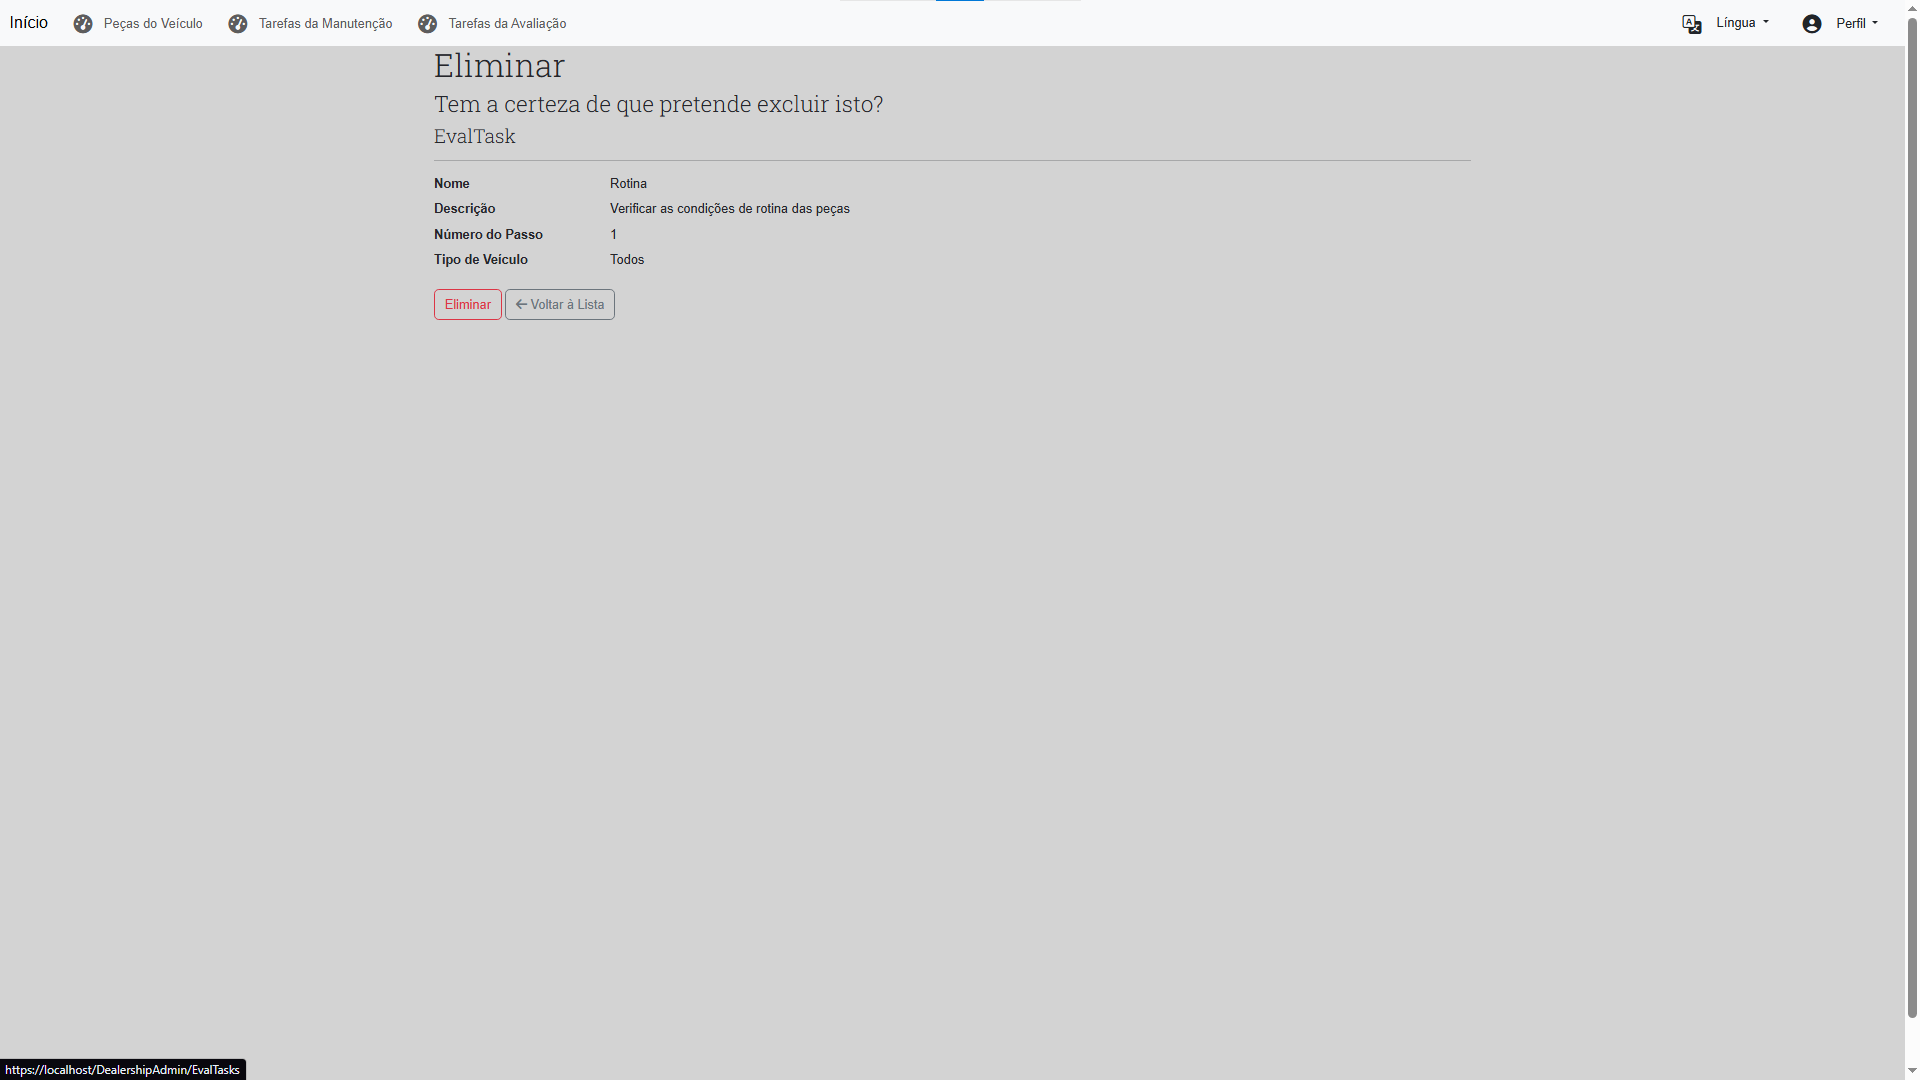 Início Peças do Veículo Tarefas da Manutenção Tarefas da Avaliação Língua Perfil
Eliminar
Tem a certeza de que pretende excluir isto?
EvalTask
Nome Rotina
Descrição Verificar as condições de rotina das peças
Número do Passo 1
Tipo de Veículo Todos
Eliminar Voltar à Lista
https://localhost/DealershipAdmin/EvalTasks